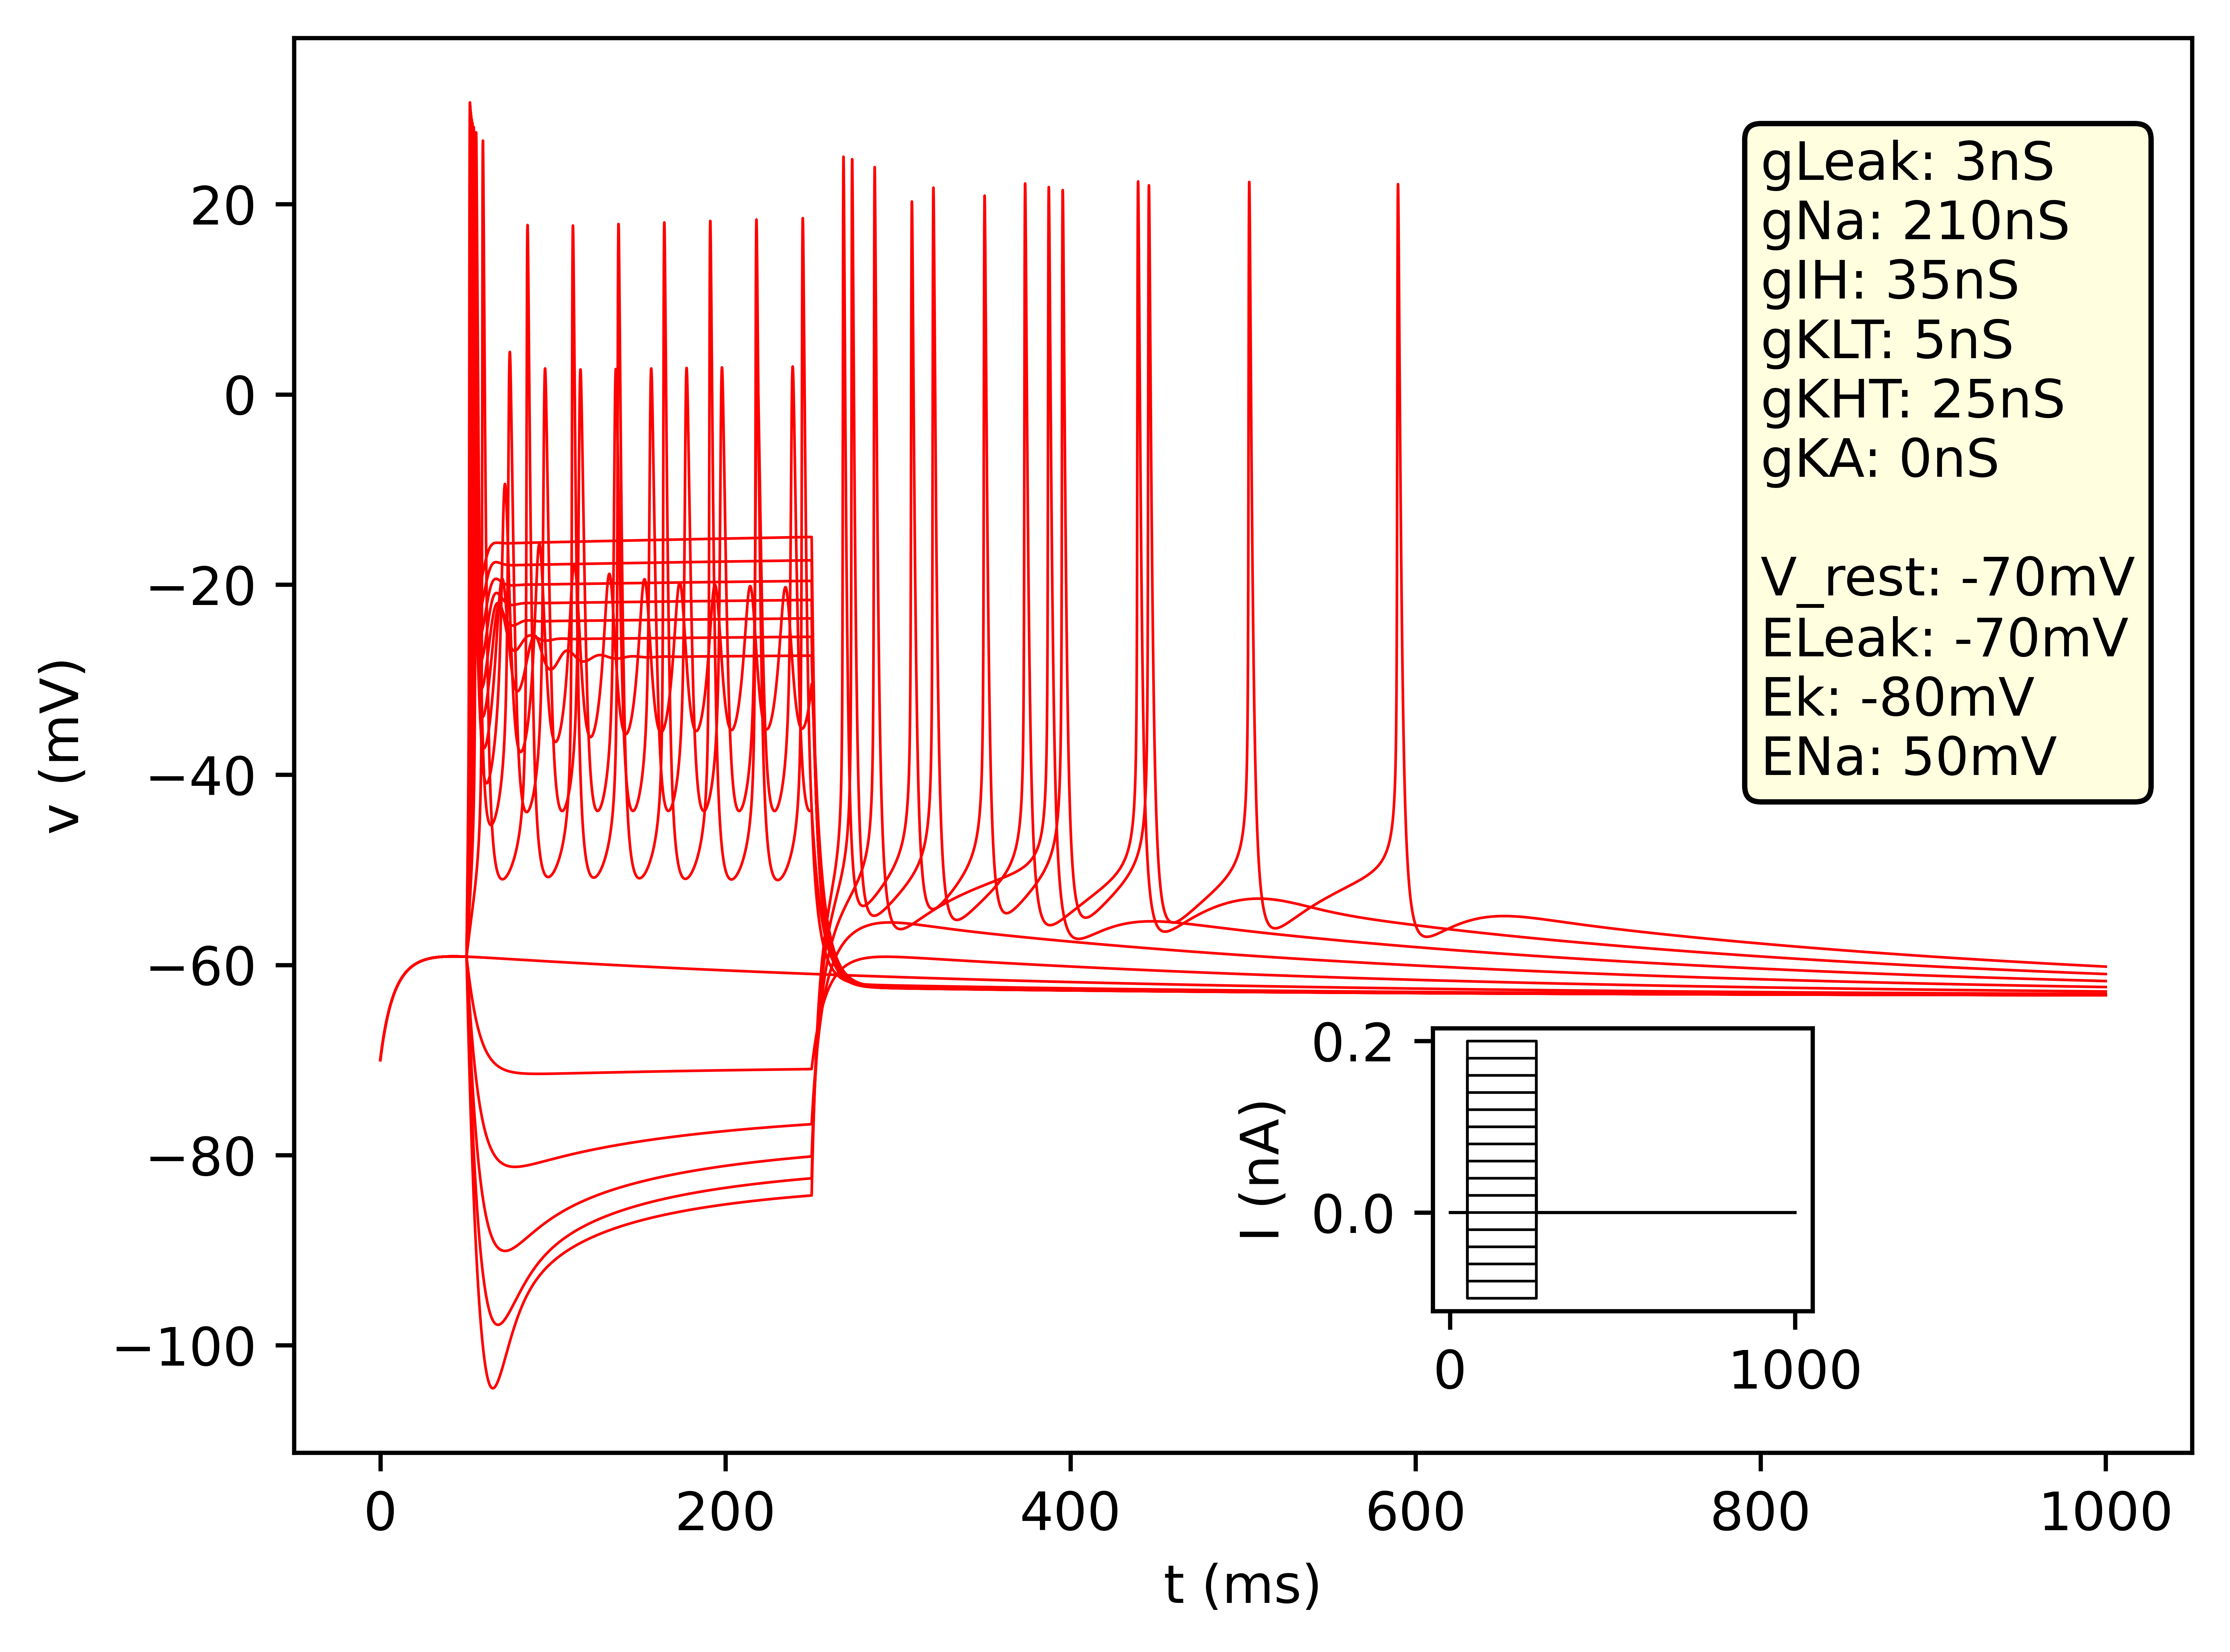 v (mV)
20
0
−20
−40
−60
−80
−100
gLeak: 3nS
gNa: 210nS
gIH: 35nS
gKLT: 5nS
gKHT: 25nS
gKA: 0nS
V_rest: -70mV
ELeak: -70mV
Ek: -80mV
ENa: 50mV
I (nA)
0.2
0.0
0 1000
0 200 400 600 800 1000
t (ms)